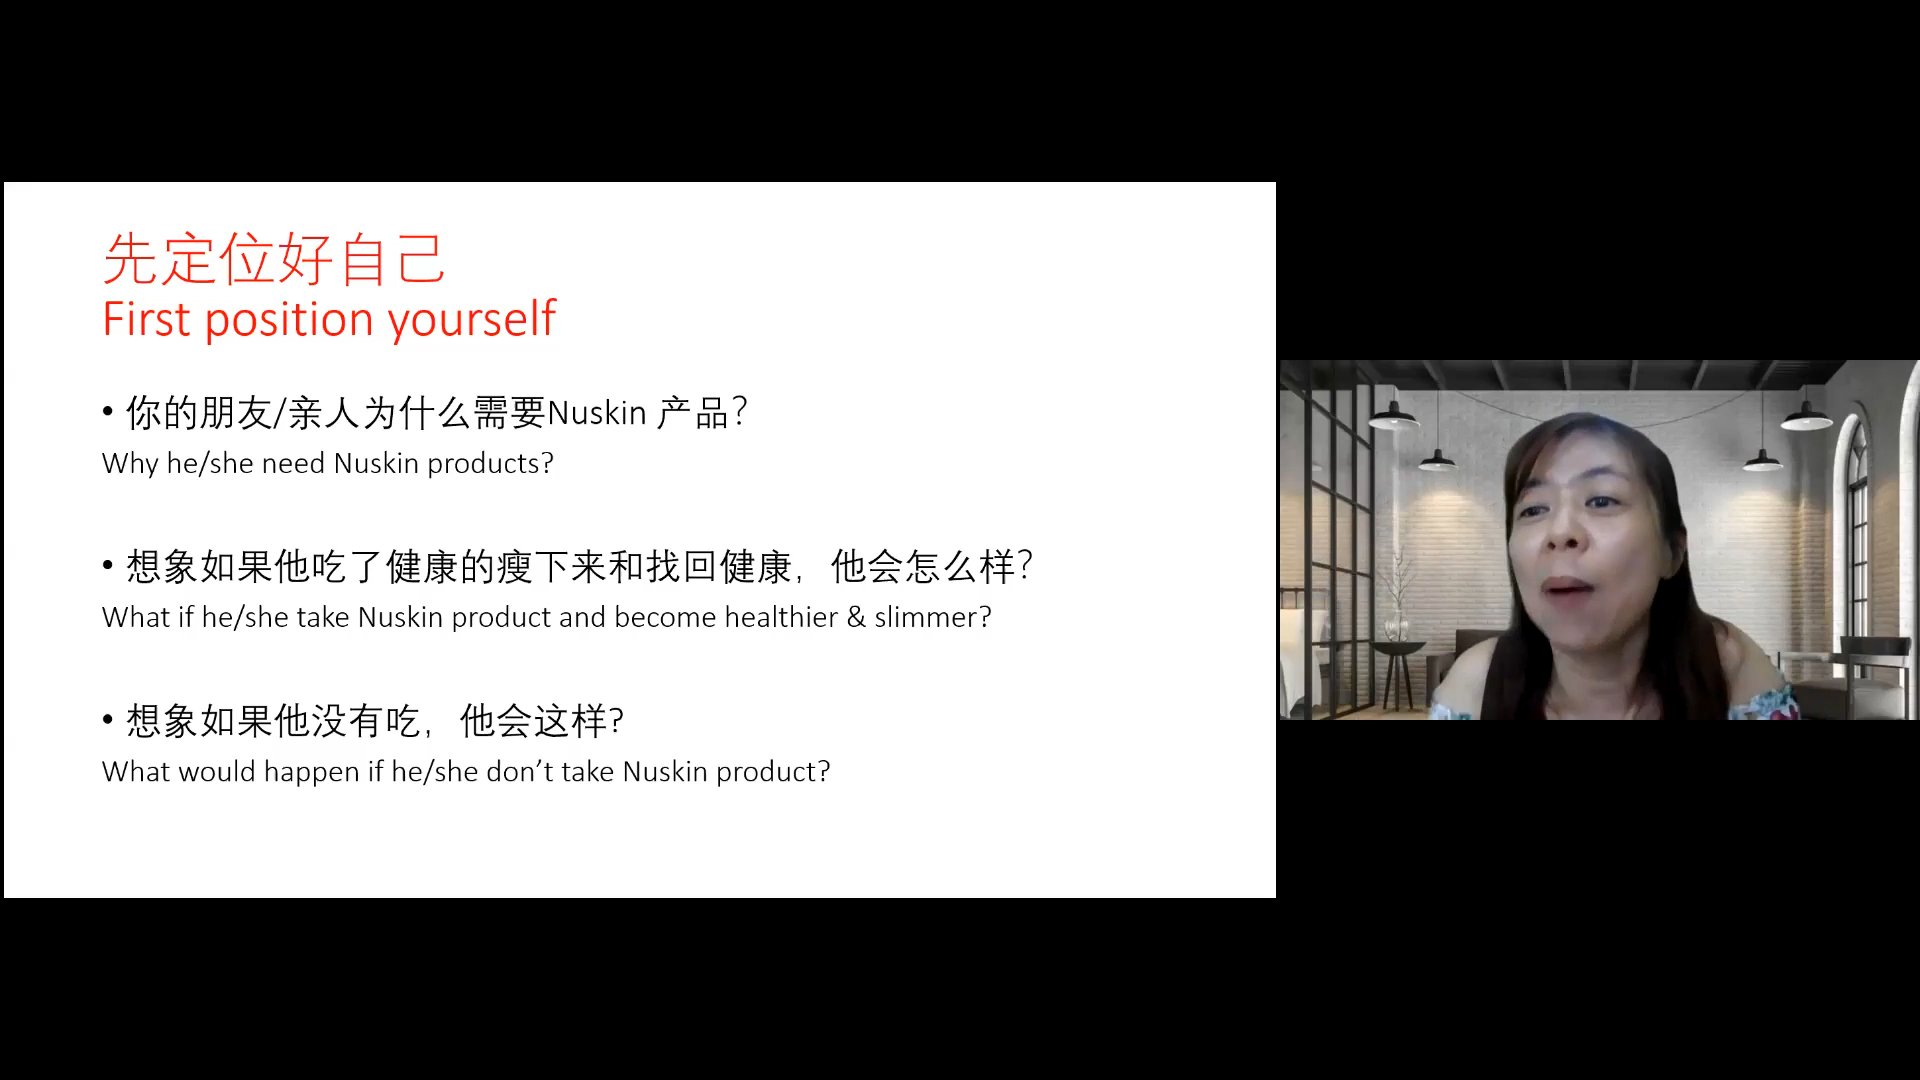 先定位好自己
First position yourself
• 你的朋友/亲人为什么需要Nuskin 产品？
Why he/she need Nuskin products?
• 想象如果他吃了健康的瘦下来和找回健康，他会怎么样？
What if he/she take Nuskin product and become healthier & slimmer?
• 想象如果他没有吃，他会这样?
What would happen if he/she don’t take Nuskin product?